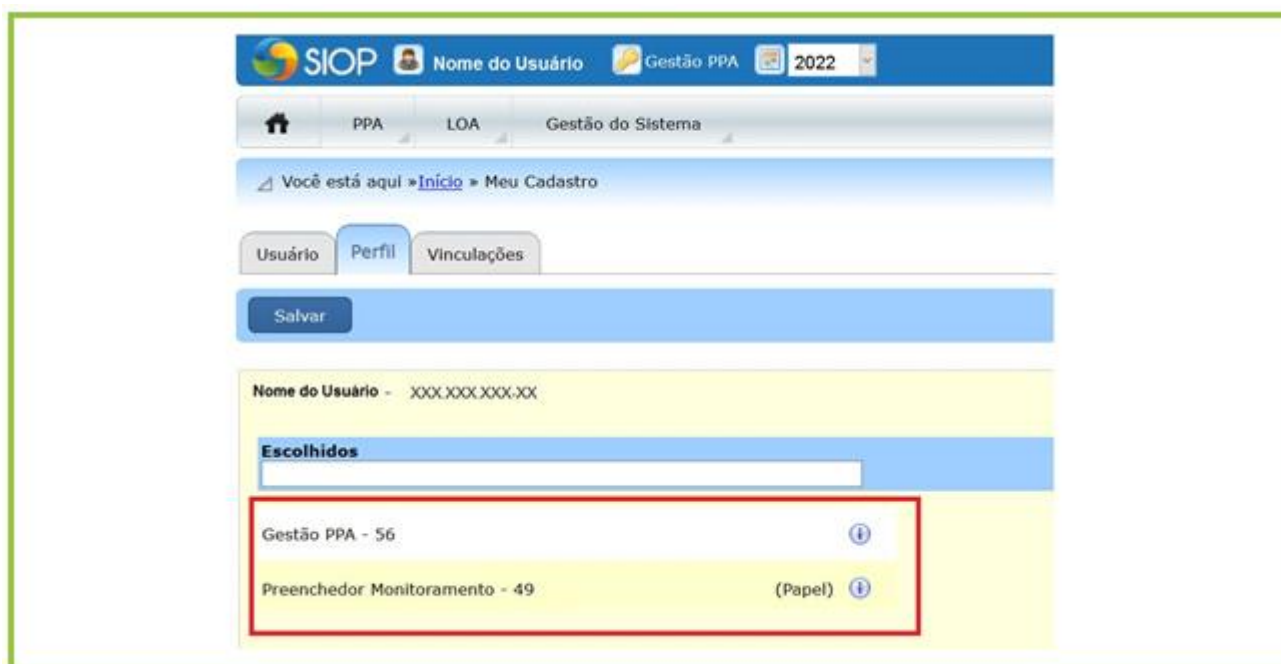 SIOP Nome do Usuário Gestão PPA 2022
PPA LOA Gestão do Sistema
Você está aqui »Início » Meu Cadastro
Usuário Perfil Vinculações
Salvar
Nome do Usuário - XXX.XXX.XXX-XX
Escolhidos
Gestão PPA - 56
Preenchedor Monitoramento - 49 (Papel)